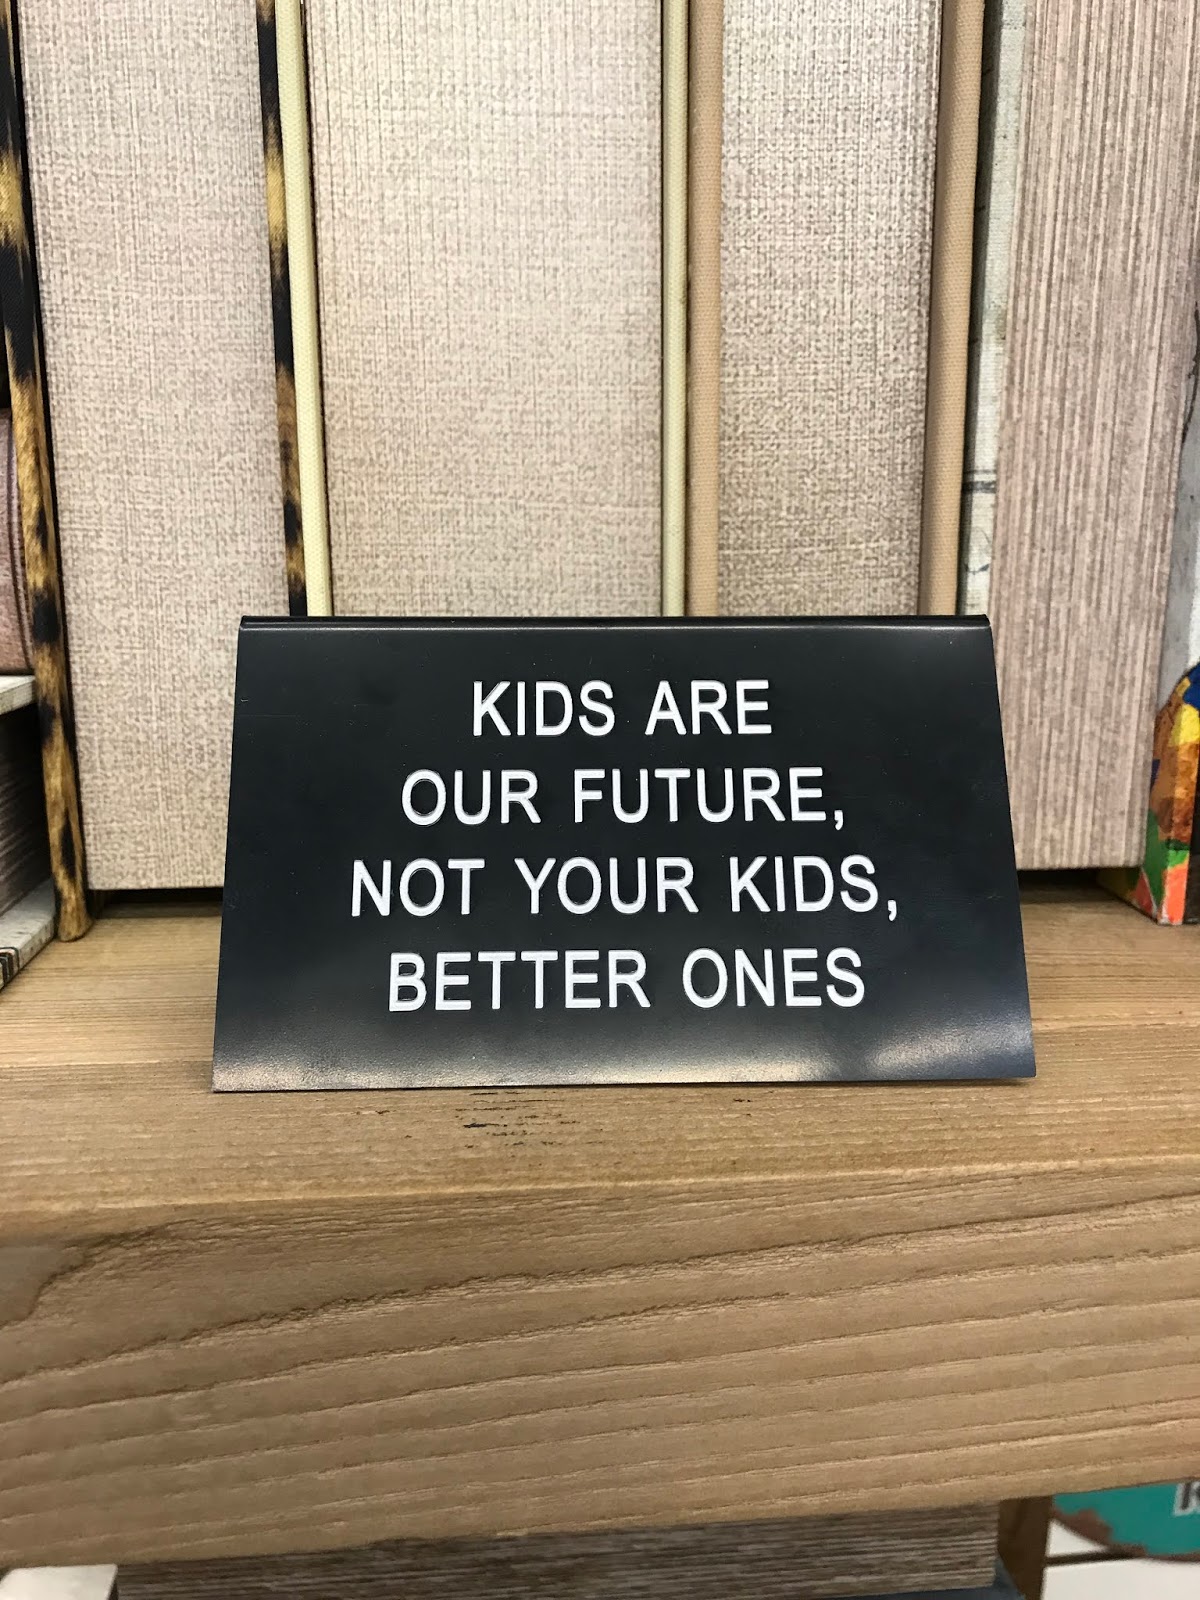 KIDS ARE
OUR FUTURE,
NOT YOUR KIDS,
BETTER ONES